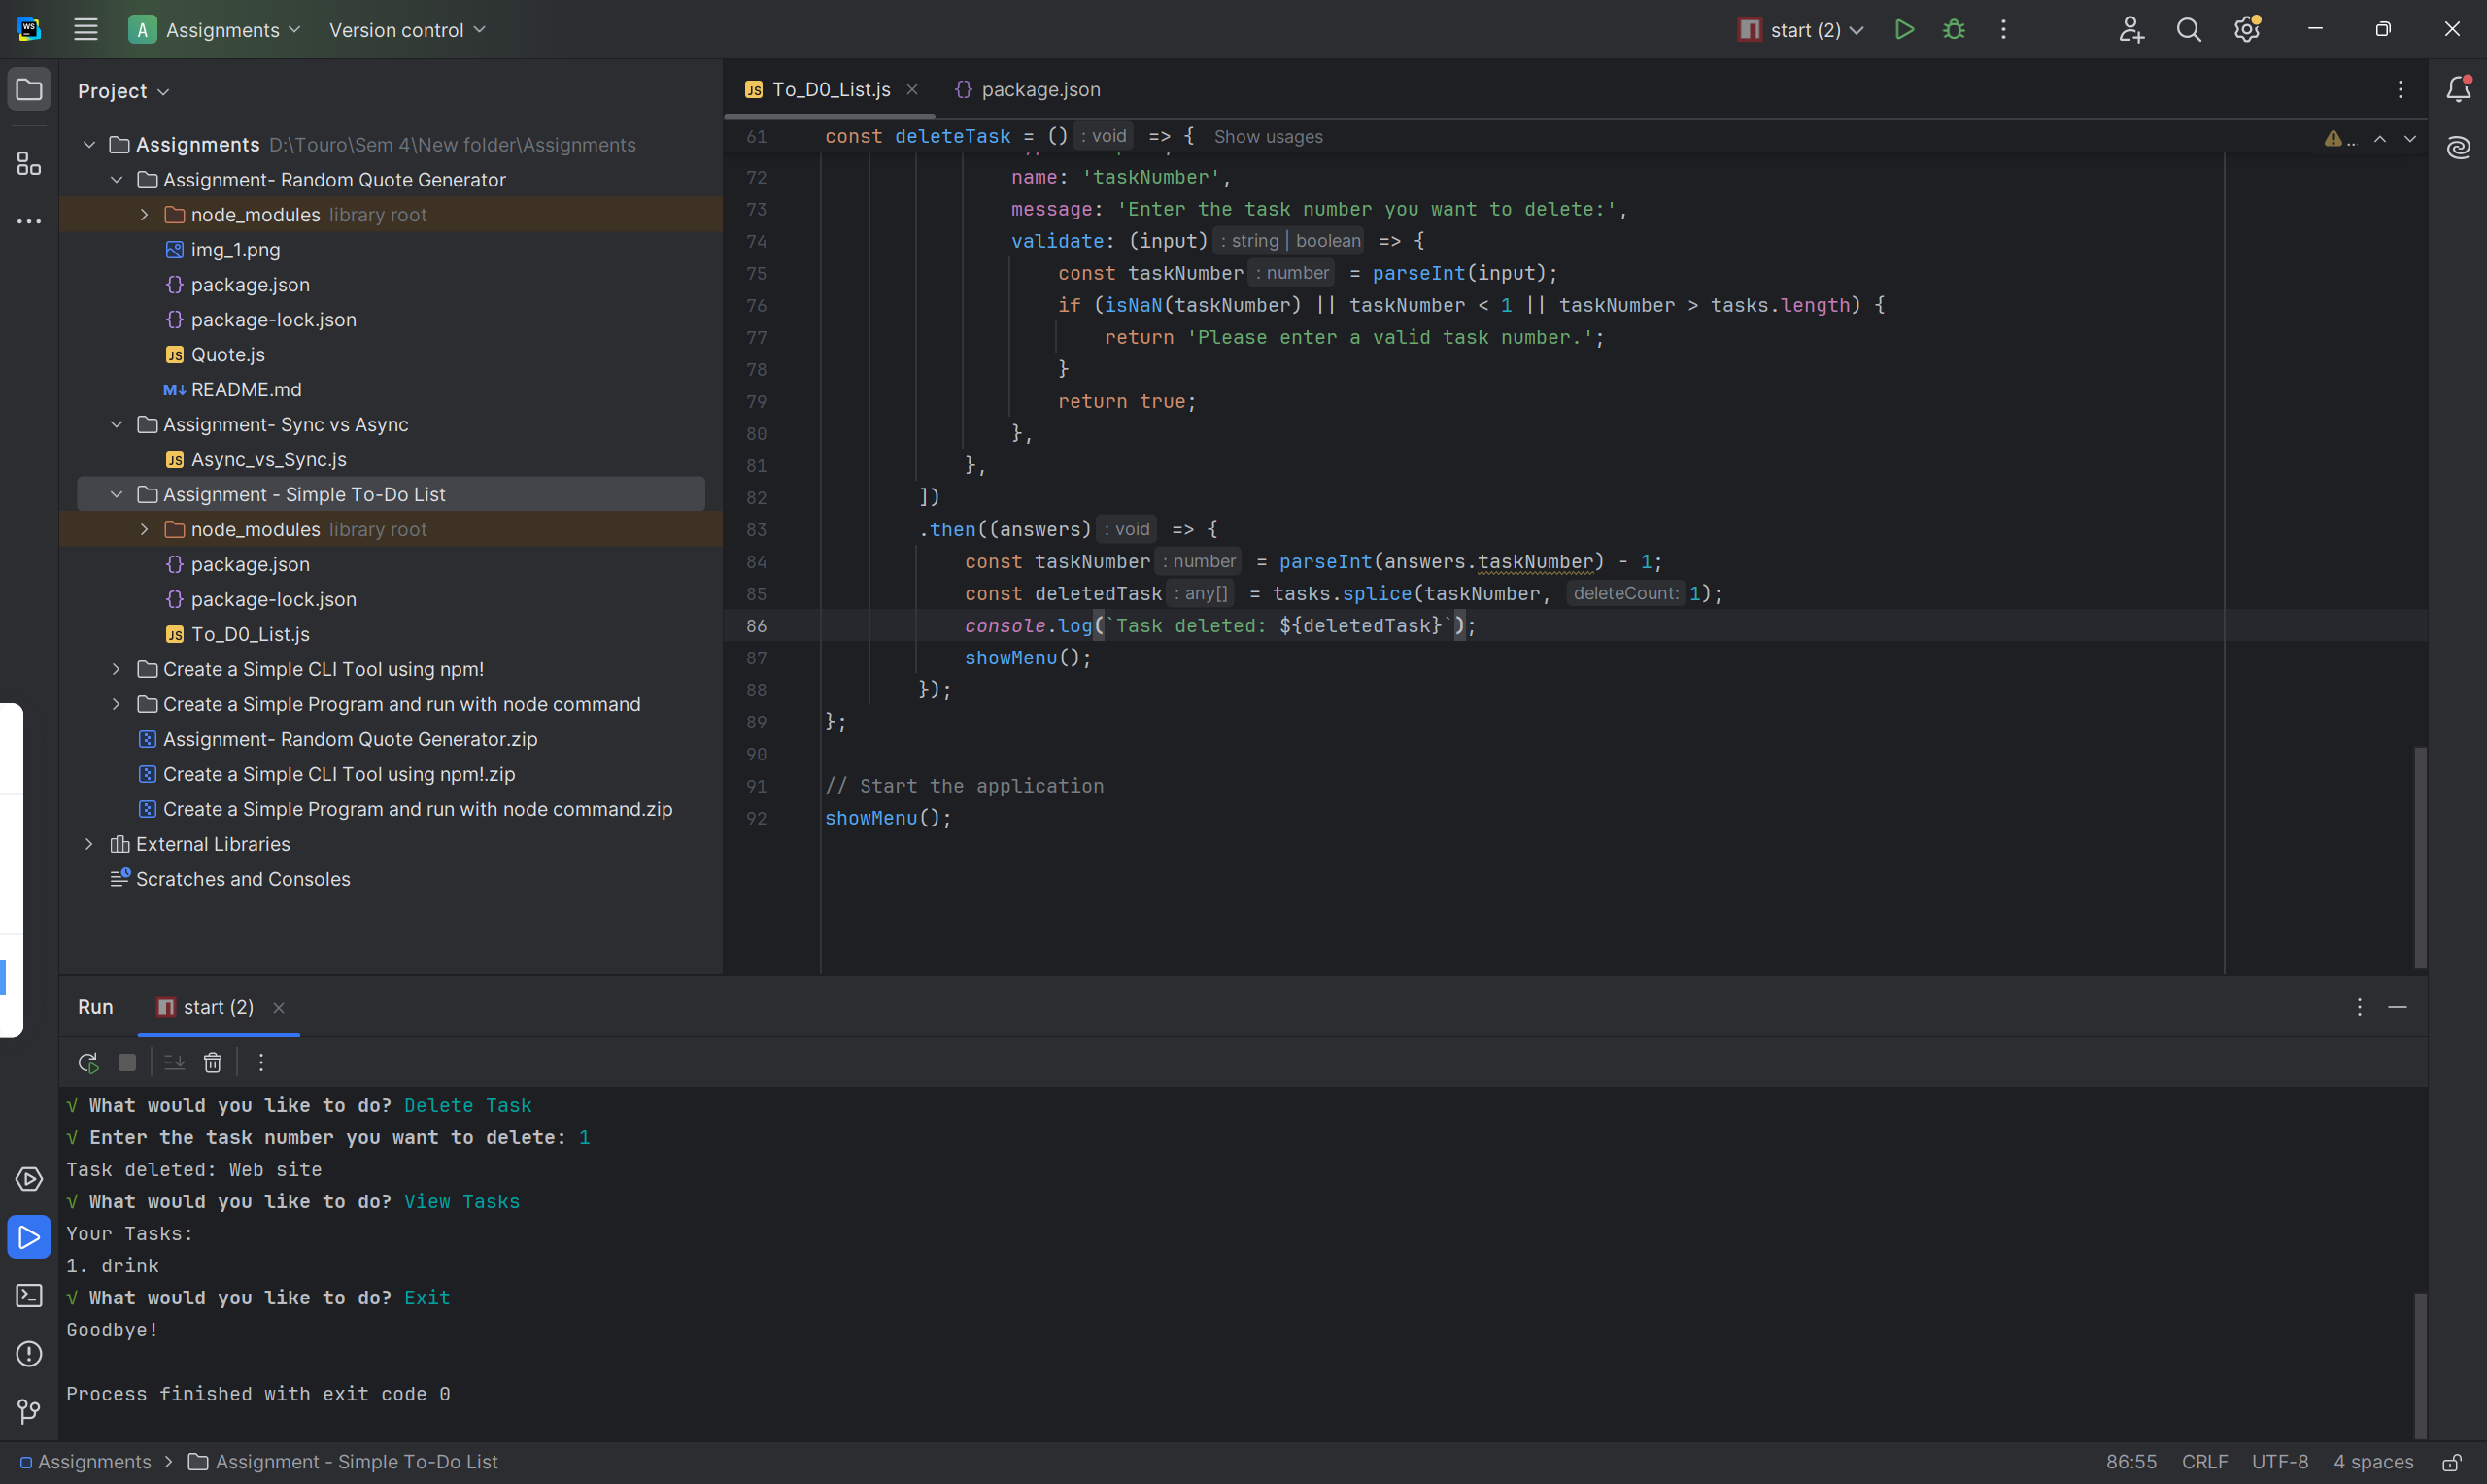 WS
A Assignments Version control start (2)
Project
Assignments D:\Touro\Sem 4\New folder\Assignments
Assignment- Random Quote Generator
node_modules library root
img_1.png
package.json
package-lock.json
JS Quote.js
M↓ README.md
Assignment- Sync vs Async
JS Async_vs_Sync.js
Assignment - Simple To-Do List
node_modules library root
package.json
package-lock.json
JS To_D0_List.js
Create a Simple CLI Tool using npm!
Create a Simple Program and run with node command
Assignment- Random Quote Generator.zip
Create a Simple CLI Tool using npm!.zip
Create a Simple Program and run with node command.zip
External Libraries
Scratches and Consoles
JS To_D0_List.js {} package.json
61 const deleteTask = () : void => { Show usages
72 name: 'taskNumber',
73 message: 'Enter the task number you want to delete:',
74 validate: (input) : string | boolean => {
75 const taskNumber : number = parseInt(input);
76 if (isNaN(taskNumber) || taskNumber < 1 || taskNumber > tasks.length) {
77 return 'Please enter a valid task number.';
78 }
79 return true;
80 },
81 },
82 ])
83 .then((answers) : void => {
84 const taskNumber : number = parseInt(answers.taskNumber) - 1;
85 const deletedTask : any[] = tasks.splice(taskNumber, deleteCount: 1);
86 console.log(`Task deleted: ${deletedTask}`);
87 showMenu();
88 });
89 };
90
91 // Start the application
92 showMenu();
Run start (2)
√ What would you like to do? Delete Task
√ Enter the task number you want to delete: 1
Task deleted: Web site
√ What would you like to do? View Tasks
Your Tasks:
1. drink
√ What would you like to do? Exit
Goodbye!
Process finished with exit code 0
Assignments > Assignment - Simple To-Do List
86:55 CRLF UTF-8 4 spaces